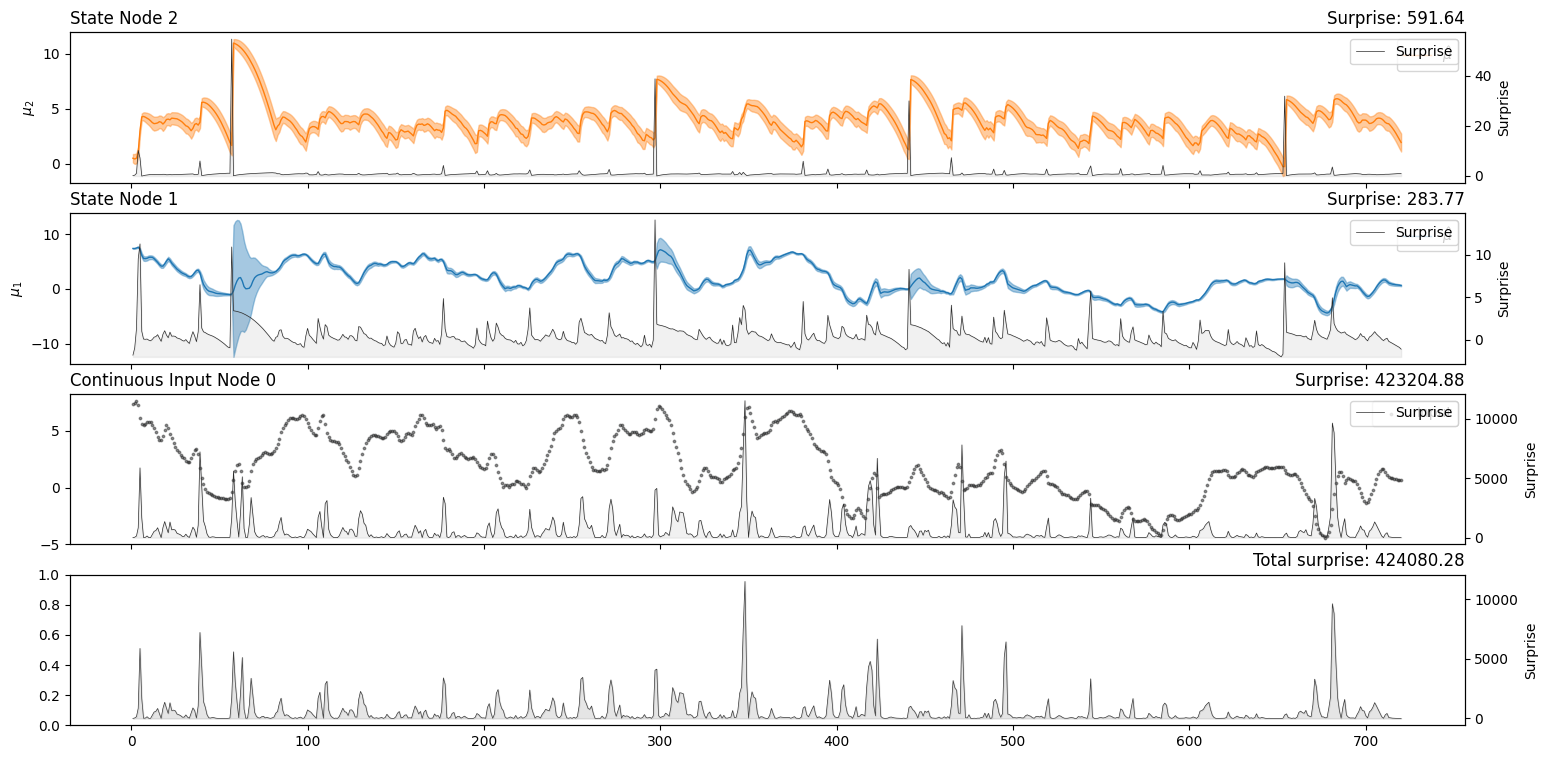 State Node 2 Surprise: 591.64
10
5
0
μ₂
Surprise
40
20
0
Surprise
State Node 1 Surprise: 283.77
10
0
−10
μ₁
Surprise
10
5
0
Surprise
Continuous Input Node 0 Surprise: 423204.88
5
0
−5
Surprise
10000
5000
0
Surprise
Total surprise: 424080.28
1.0
0.8
0.6
0.4
0.2
0.0
10000
5000
0
Surprise
0 100 200 300 400 500 600 700